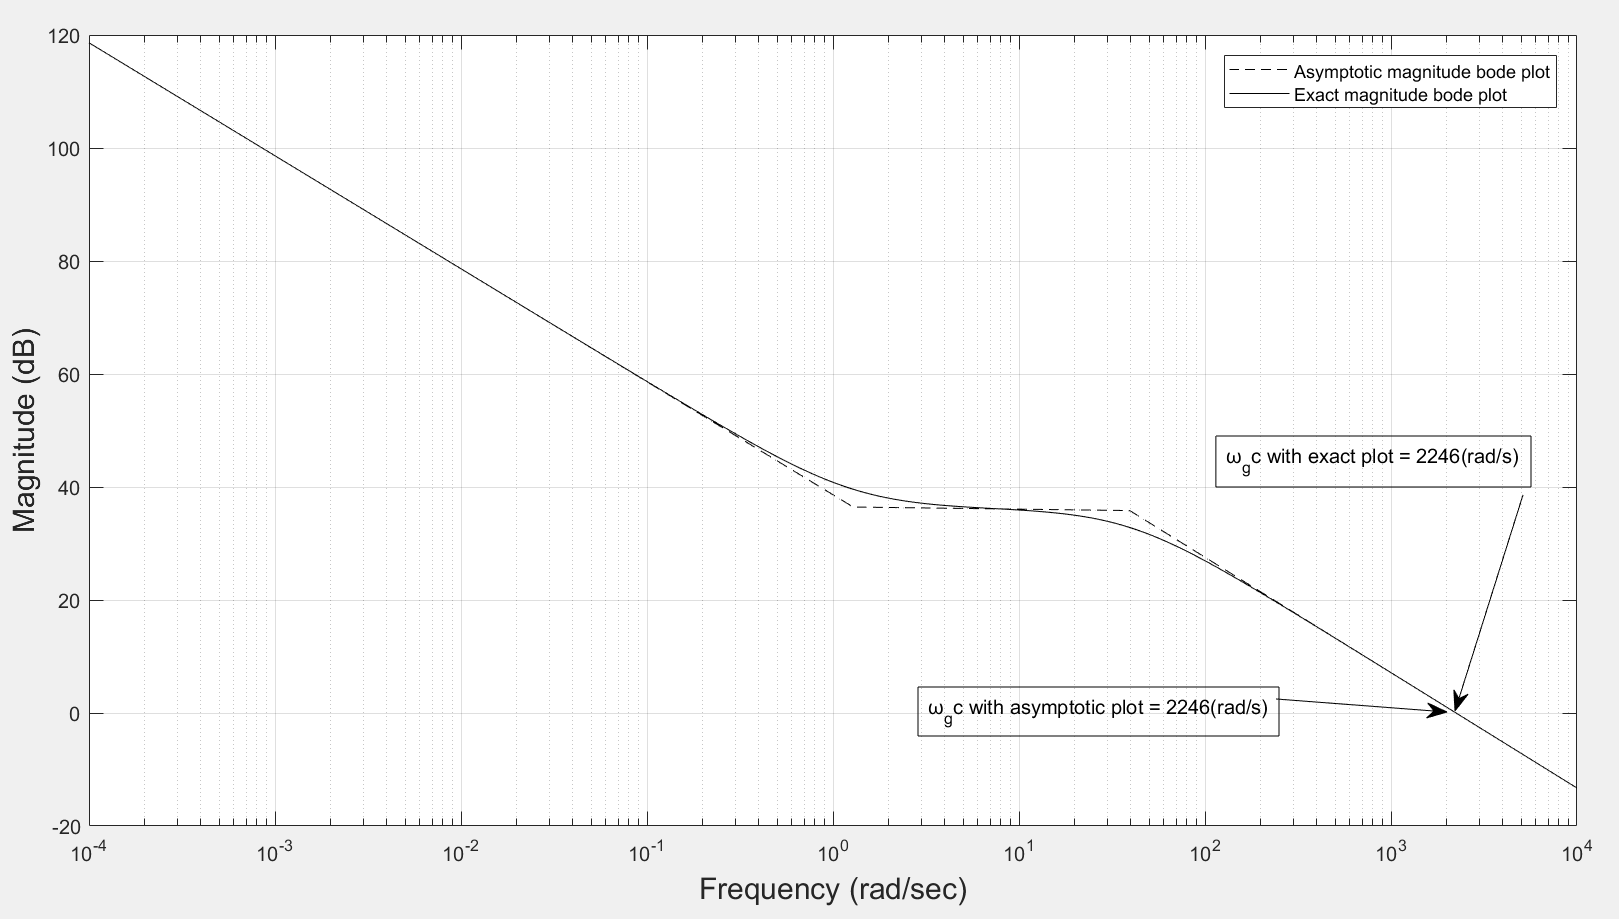 120
100
80
60
40
20
0
-20
Magnitude (dB)
Asymptotic magnitude bode plot
Exact magnitude bode plot
ωgc with exact plot = 2246(rad/s)
ωgc with asymptotic plot = 2246(rad/s)
10-4 10-3 10-2 10-1 100 101 102 103 104
Frequency (rad/sec)